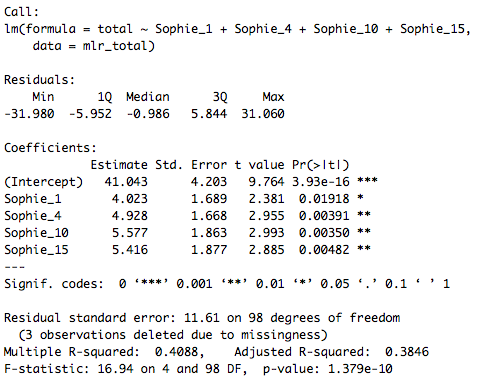 Call:
lm(formula = total ~ Sophie_1 + Sophie_4 + Sophie_10 + Sophie_15,
    data = mlr_total)

Residuals:
    Min      1Q  Median      3Q     Max
-31.980  -5.952  -0.986   5.844  31.060

Coefficients:
            Estimate Std. Error t value Pr(>|t|)
(Intercept)   41.043      4.203   9.764 3.93e-16 ***
Sophie_1       4.023      1.689   2.381  0.01918 *
Sophie_4       4.928      1.668   2.955  0.00391 **
Sophie_10      5.577      1.863   2.993  0.00350 **
Sophie_15      5.416      1.877   2.885  0.00482 **
---
Signif. codes:  0 ‘***’ 0.001 ‘**’ 0.01 ‘*’ 0.05 ‘.’ 0.1 ‘ ’ 1

Residual standard error: 11.61 on 98 degrees of freedom
  (3 observations deleted due to missingness)
Multiple R-squared:  0.4088,    Adjusted R-squared:  0.3846
F-statistic: 16.94 on 4 and 98 DF,  p-value: 1.379e-10